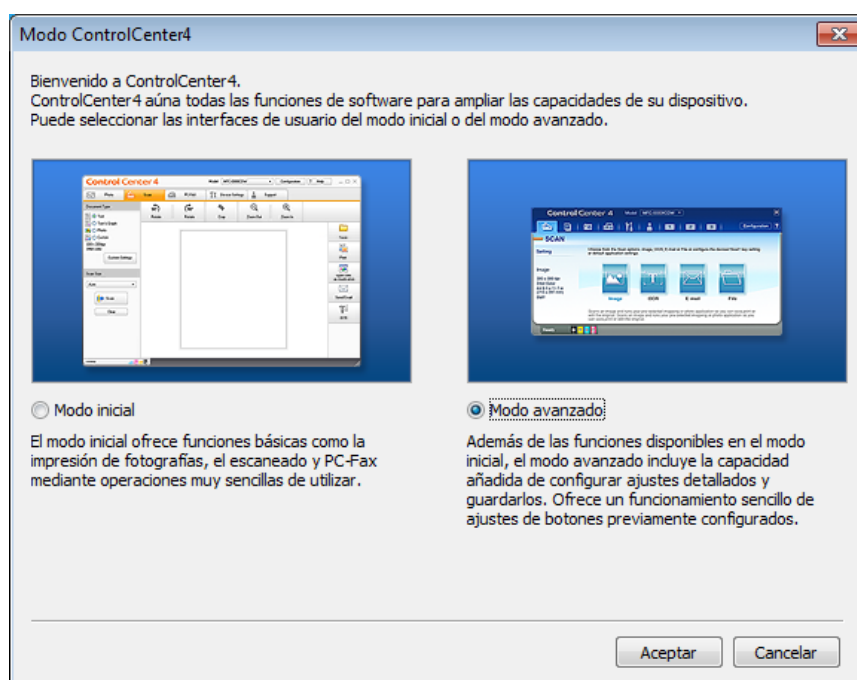 Modo ControlCenter4
Bienvenido a ControlCenter4.
ControlCenter4 aúna todas las funciones de software para ampliar las capacidades de su dispositivo.
Puede seleccionar las interfaces de usuario del modo inicial o del modo avanzado.
Control Center 4
Control Center 4
SCAN
Setting
Image
Image
OCR
E-mail
File
Modo inicial
El modo inicial ofrece funciones básicas como la
impresión de fotografías, el escaneado y PC-Fax
mediante operaciones muy sencillas de utilizar.
Modo avanzado
Además de las funciones disponibles en el modo
inicial, el modo avanzado incluye la capacidad
añadida de configurar ajustes detallados y
guardarlos. Ofrece un funcionamiento sencillo de
ajustes de botones previamente configurados.
Aceptar
Cancelar